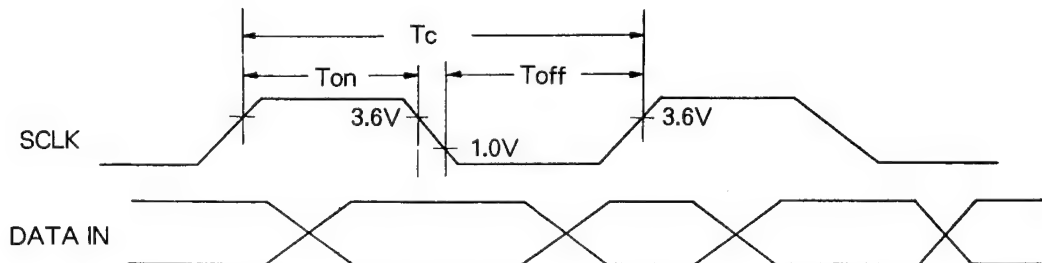 Tc
Ton
Toff
SCLK
3.6V
1.0V
3.6V
DATA IN